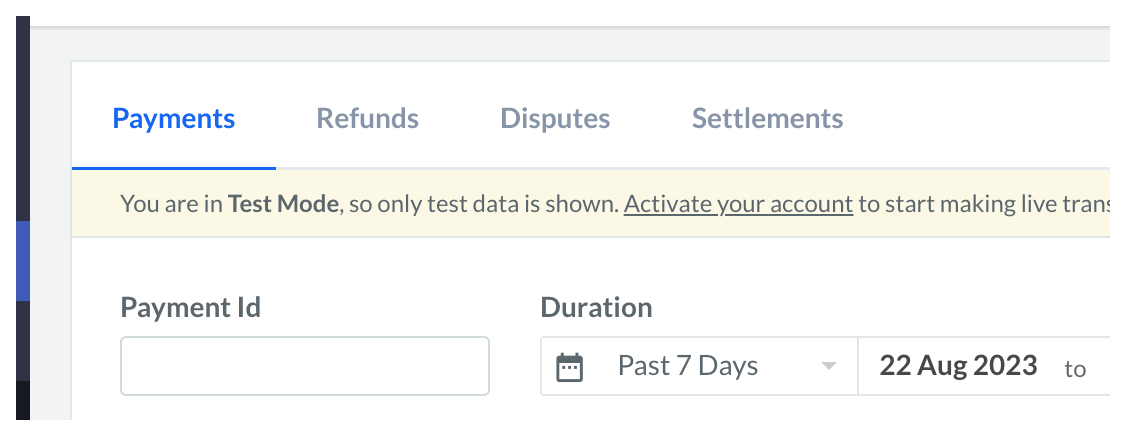 Payments Refunds Disputes Settlements
You are in Test Mode, so only test data is shown. Activate your account to start making live trans
Payment Id Duration
Past 7 Days 22 Aug 2023 to